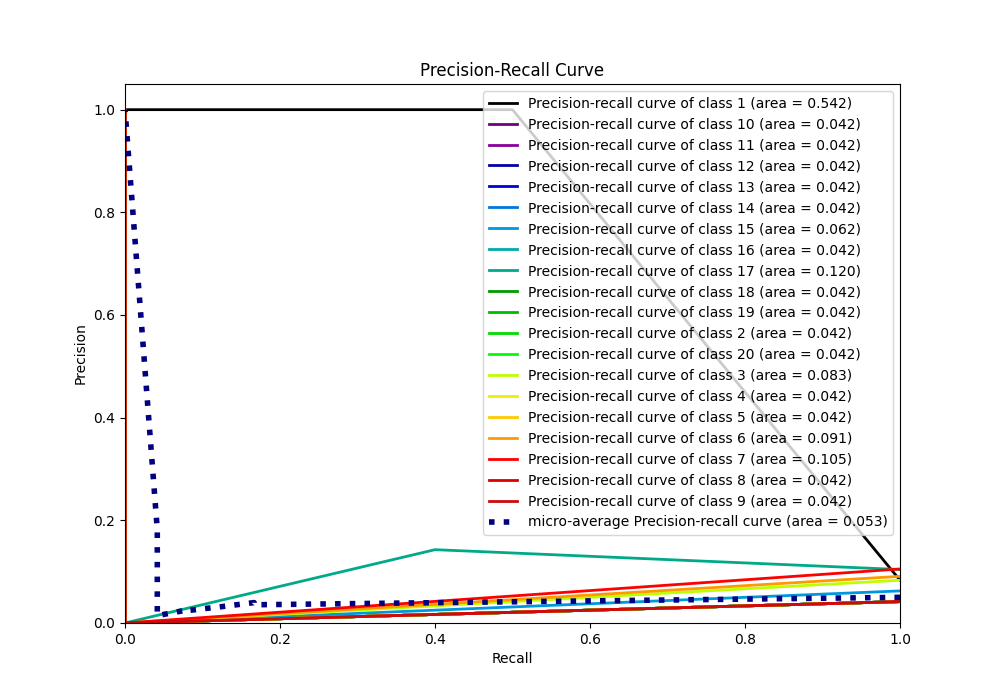 Precision-Recall Curve
Precision
1.0
0.8
0.6
0.4
0.2
0.0
Precision-recall curve of class 1 (area = 0.542)
Precision-recall curve of class 10 (area = 0.042)
Precision-recall curve of class 11 (area = 0.042)
Precision-recall curve of class 12 (area = 0.042)
Precision-recall curve of class 13 (area = 0.042)
Precision-recall curve of class 14 (area = 0.042)
Precision-recall curve of class 15 (area = 0.062)
Precision-recall curve of class 16 (area = 0.042)
Precision-recall curve of class 17 (area = 0.120)
Precision-recall curve of class 18 (area = 0.042)
Precision-recall curve of class 19 (area = 0.042)
Precision-recall curve of class 2 (area = 0.042)
Precision-recall curve of class 20 (area = 0.042)
Precision-recall curve of class 3 (area = 0.083)
Precision-recall curve of class 4 (area = 0.042)
Precision-recall curve of class 5 (area = 0.042)
Precision-recall curve of class 6 (area = 0.091)
Precision-recall curve of class 7 (area = 0.105)
Precision-recall curve of class 8 (area = 0.042)
Precision-recall curve of class 9 (area = 0.042)
micro-average Precision-recall curve (area = 0.053)
0.0 0.2 0.4 0.6 0.8 1.0
Recall